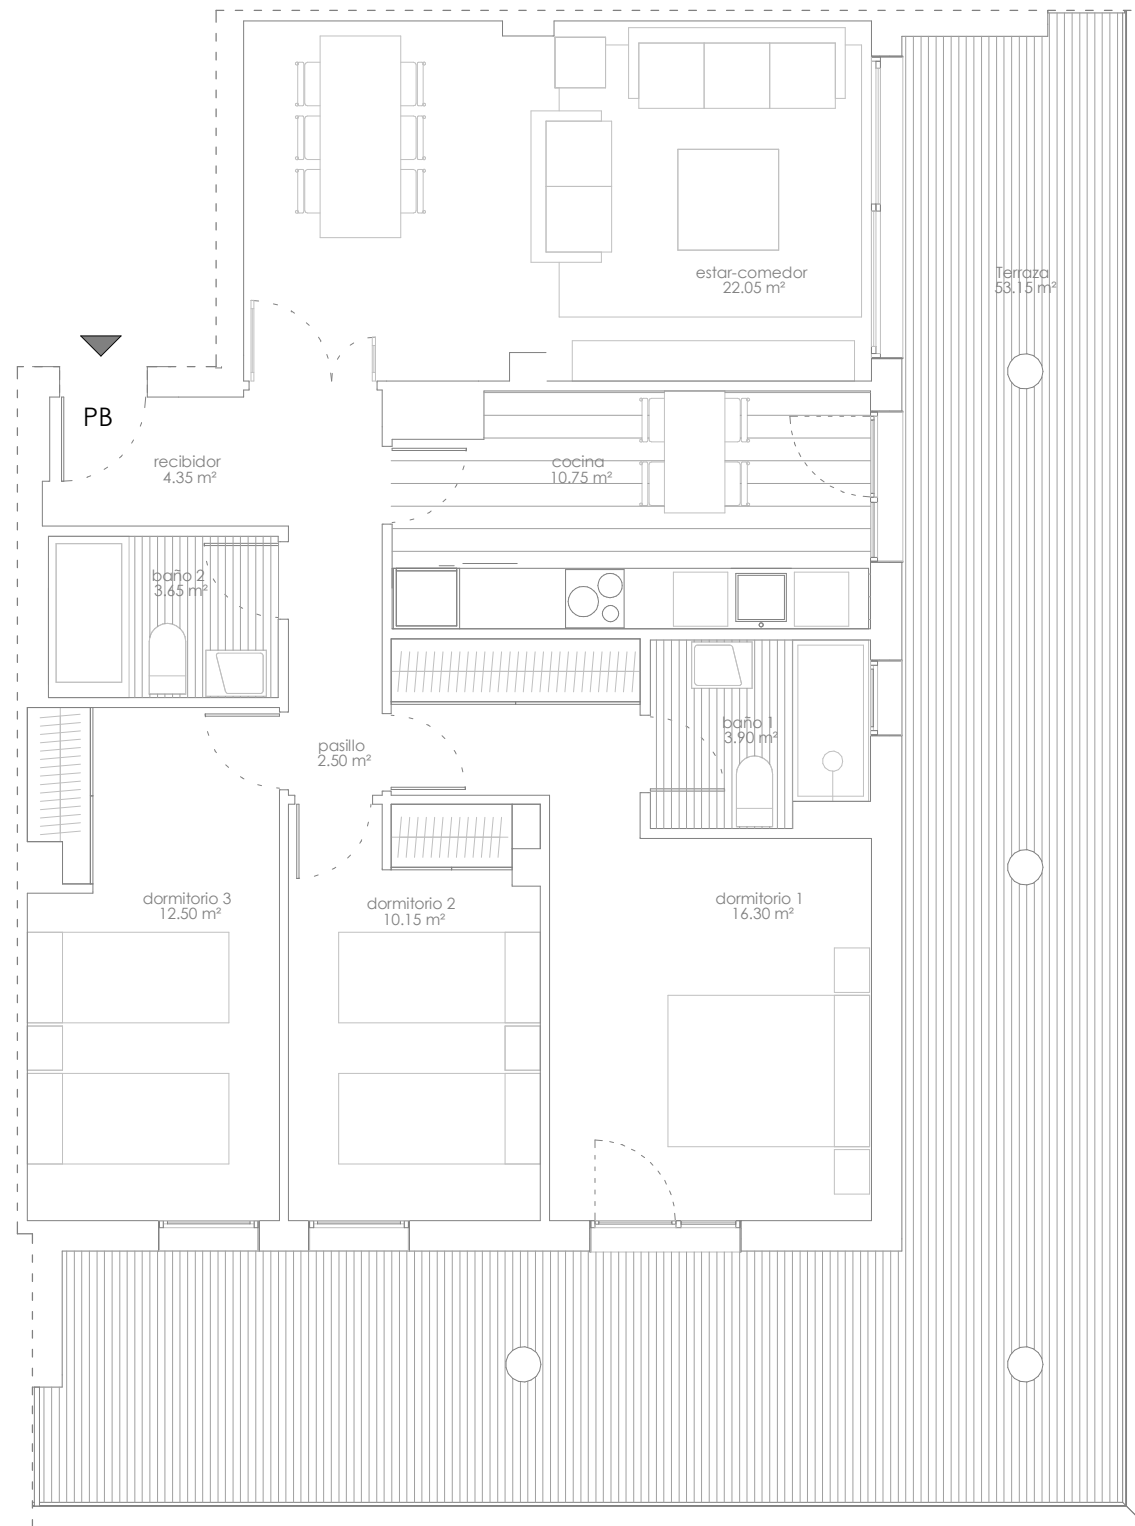 estar-comedor
22.05 m²
Terraza
53.15 m²
PB
recibidor
4.35 m²
cocina
10.75 m²
baño 2
3.65 m²
baño 1
3.90 m²
pasillo
2.50 m²
dormitorio 3
12.50 m²
dormitorio 2
10.15 m²
dormitorio 1
16.30 m²